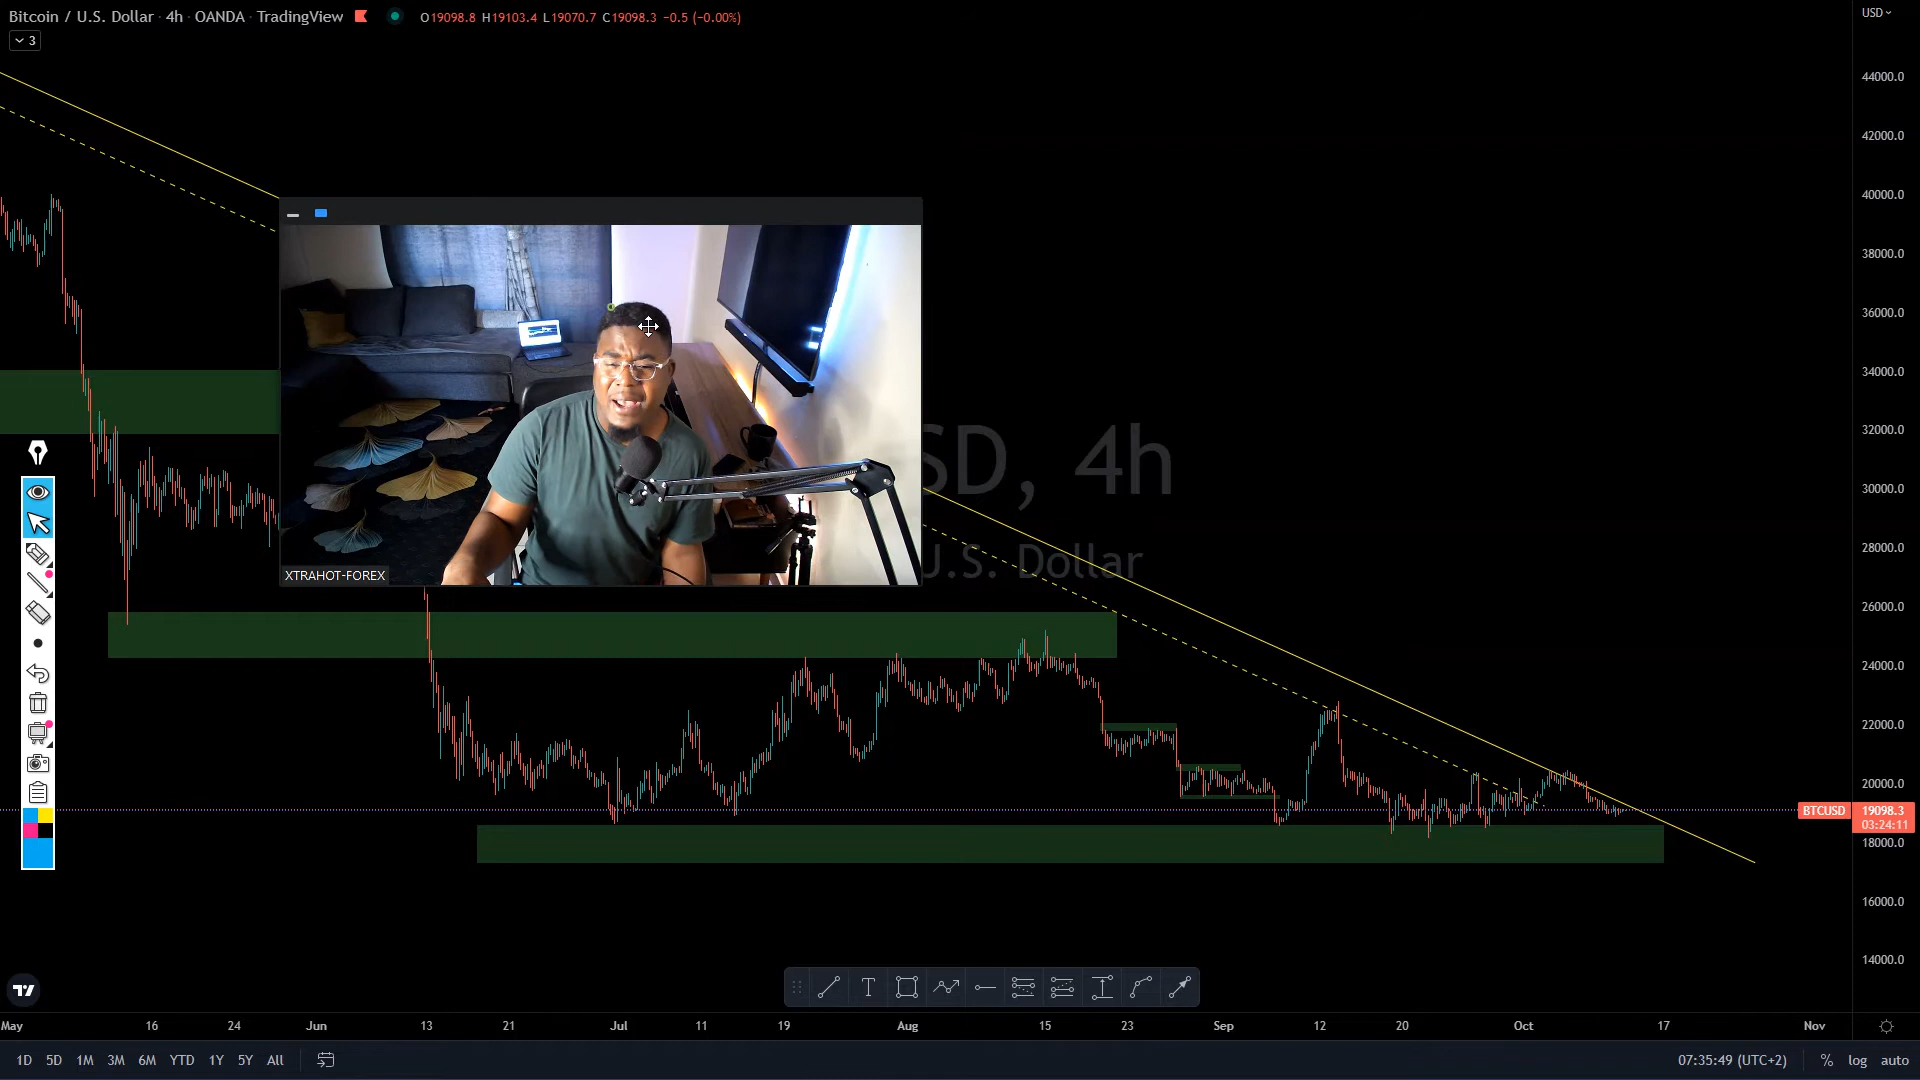 Bitcoin / U.S. Dollar · 4h · OANDA · TradingView O19098.8 H19103.4 L19070.7 C19098.3 −0.5 (−0.00%)
3
USD
44000.0
42000.0
40000.0
38000.0
36000.0
34000.0
32000.0
30000.0
28000.0
26000.0
24000.0
22000.0
20000.0
18000.0
16000.0
14000.0
SD, 4h
U.S. Dollar
XTRAHOT-FOREX
BTCUSD 19098.3
03:24:11
May 16 24 Jun 13 21 Jul 11 19 Aug 15 23 Sep 12 20 Oct 17 Nov
1D 5D 1M 3M 6M YTD 1Y 5Y All
07:35:49 (UTC+2) % log auto